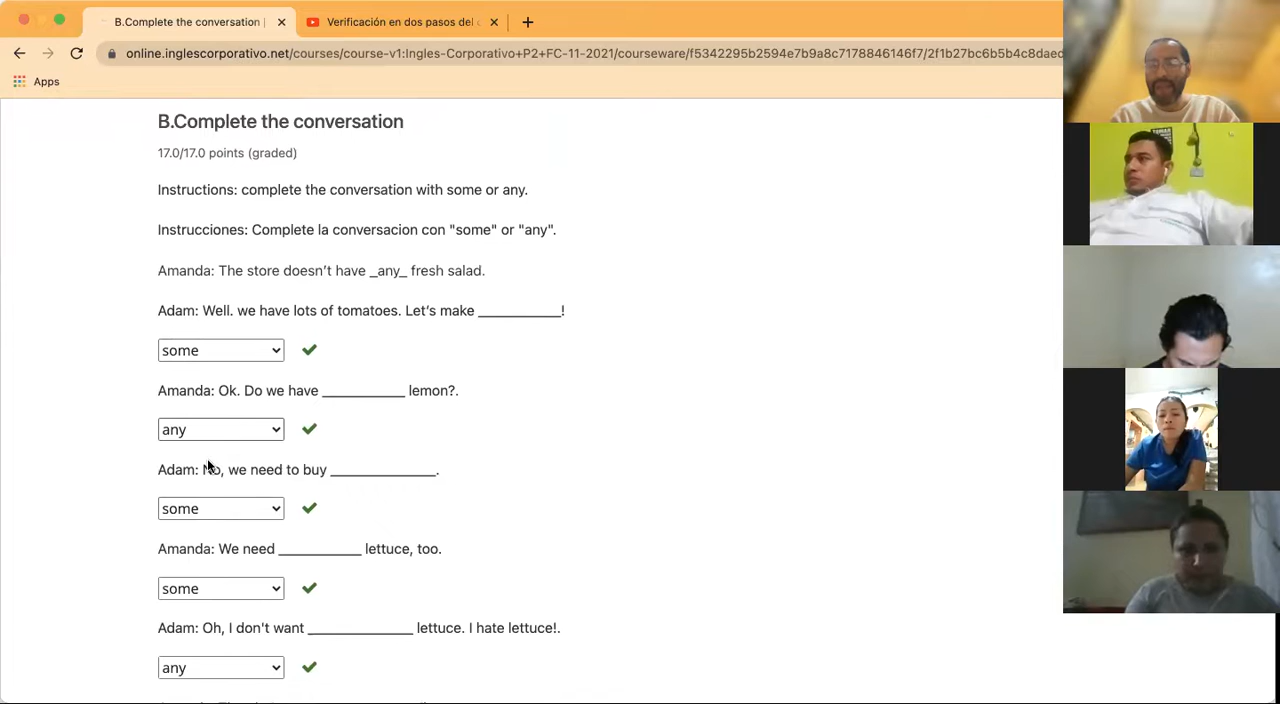 B.Complete the conversation |
Verificación en dos pasos del
online.inglescorporativo.net/courses/course-v1:Ingles-Corporativo+P2+FC-11-2021/courseware/f5342295b2594e7b9a8c7178846146f7/2f1b27bc6b5b4c8daed
Apps
B.Complete the conversation
17.0/17.0 points (graded)
Instructions: complete the conversation with some or any.
Instrucciones: Complete la conversacion con "some" or "any".
Amanda: The store doesn't have _any_ fresh salad.
Adam: Well. we have lots of tomatoes. Let's make ___________!
some
Amanda: Ok. Do we have ___________ lemon?.
any
Adam: No, we need to buy ______________.
some
Amanda: We need ___________ lettuce, too.
some
Adam: Oh, I don't want ______________ lettuce. I hate lettuce!.
any